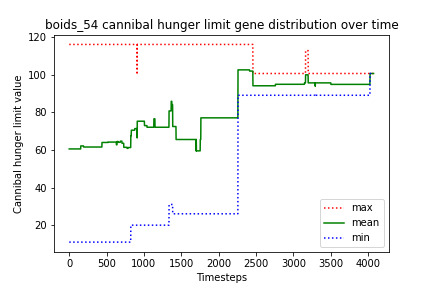 boids_54 cannibal hunger limit gene distribution over time
Cannibal hunger limit value
120
100
80
60
40
20
0
500
1000
1500
2000
2500
3000
3500
4000
Timesteps
max
mean
min